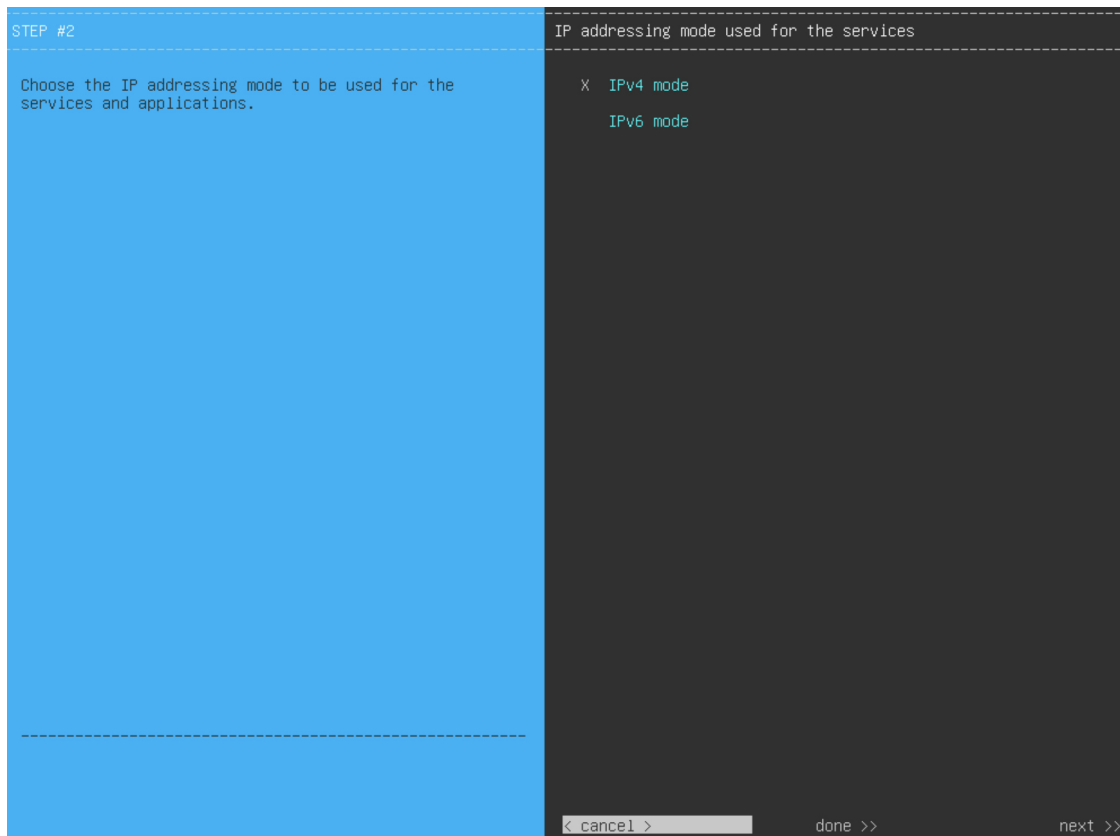 STEP #2
Choose the IP addressing mode to be used for the
services and applications.
IP addressing mode used for the services
X IPv4 mode
IPv6 mode
< cancel >
done >>
next >>